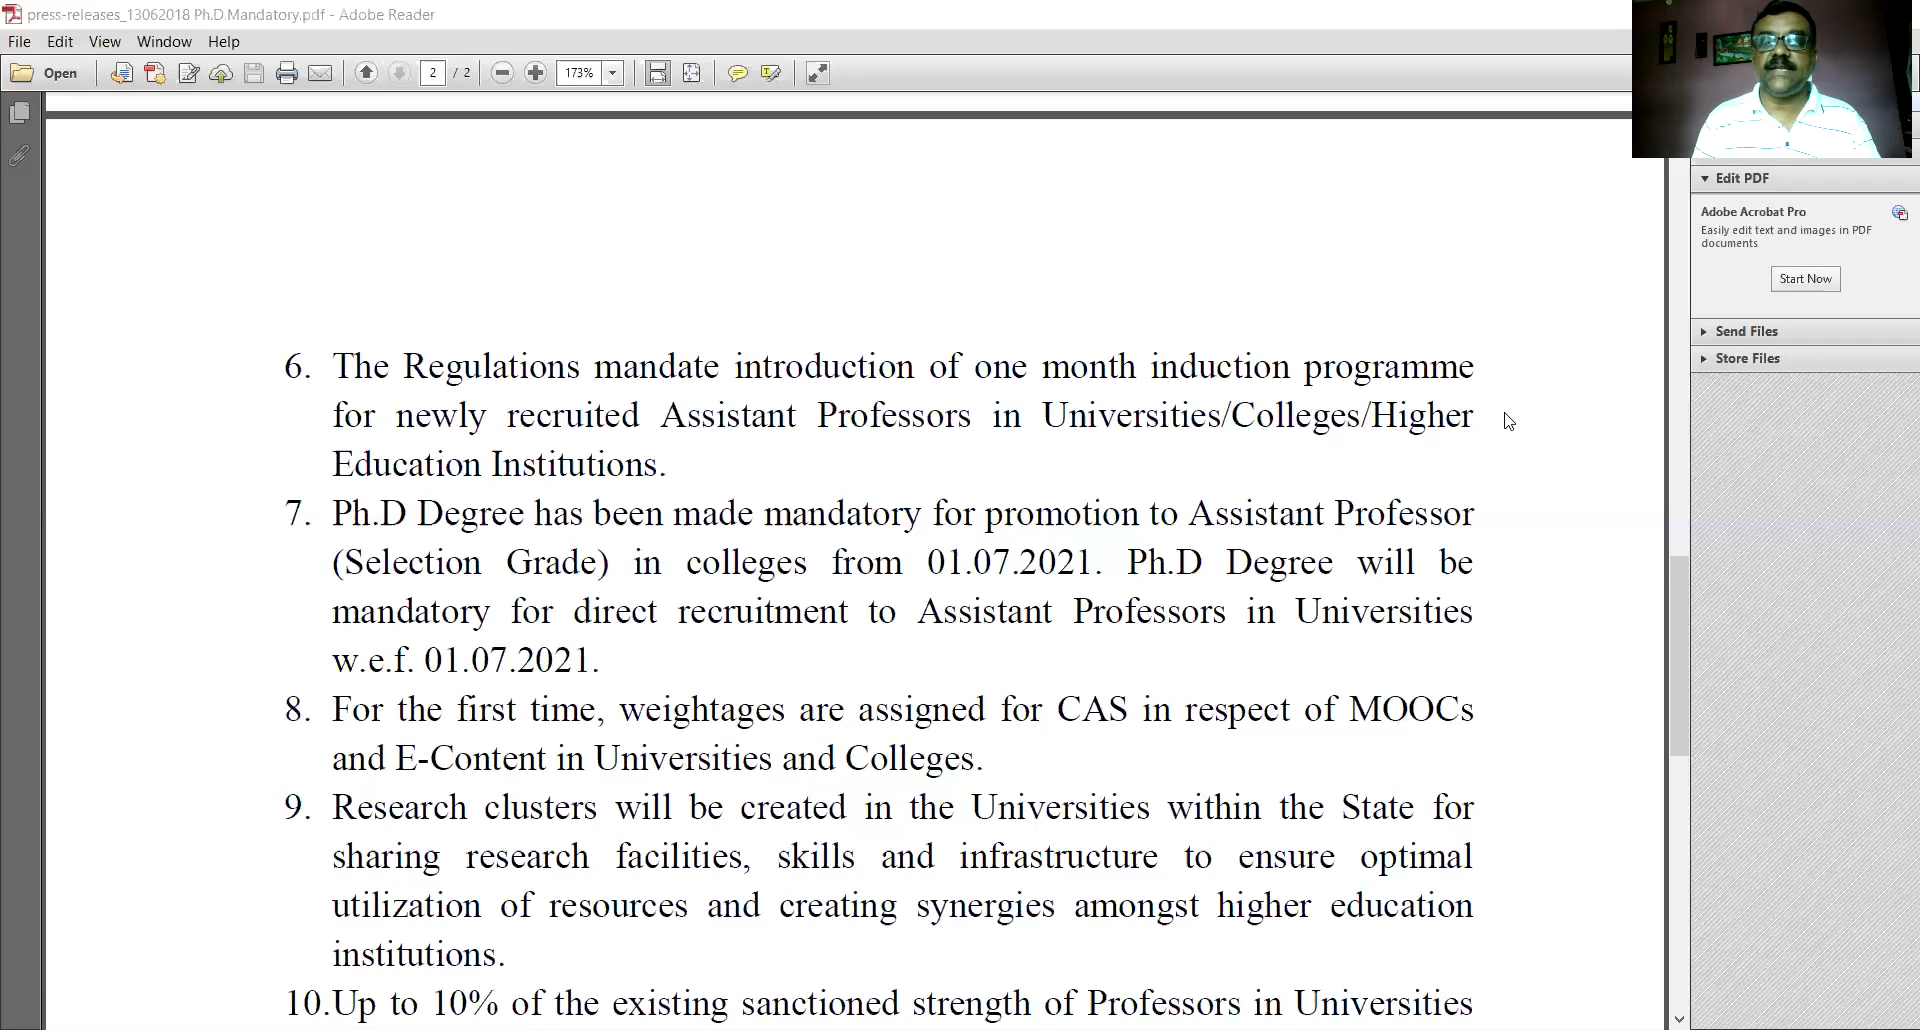 press-releases_13062018 Ph.D.Mandatory.pdf - Adobe Reader
File Edit View Window Help
Open 2 / 2 173%
Edit PDF
Adobe Acrobat Pro
Easily edit text and images in PDF
documents
Start Now
Send Files
Store Files
6. The Regulations mandate introduction of one month induction programme
for newly recruited Assistant Professors in Universities/Colleges/Higher
Education Institutions.
7. Ph.D Degree has been made mandatory for promotion to Assistant Professor
(Selection Grade) in colleges from 01.07.2021. Ph.D Degree will be
mandatory for direct recruitment to Assistant Professors in Universities
w.e.f. 01.07.2021.
8. For the first time, weightages are assigned for CAS in respect of MOOCs
and E-Content in Universities and Colleges.
9. Research clusters will be created in the Universities within the State for
sharing research facilities, skills and infrastructure to ensure optimal
utilization of resources and creating synergies amongst higher education
institutions.
10.Up to 10% of the existing sanctioned strength of Professors in Universities